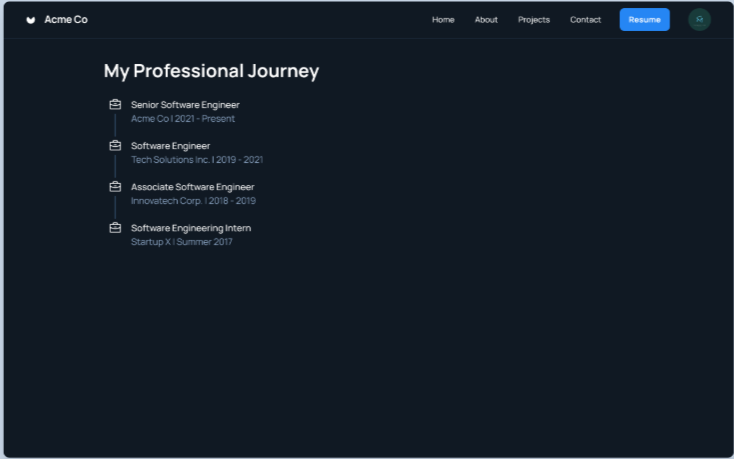 Acme Co
Home About Projects Contact Resume
My Professional Journey
Senior Software Engineer
Acme Co | 2021 - Present
Software Engineer
Tech Solutions Inc. | 2019 - 2021
Associate Software Engineer
Innovatech Corp. | 2018 - 2019
Software Engineering Intern
Startup X | Summer 2017